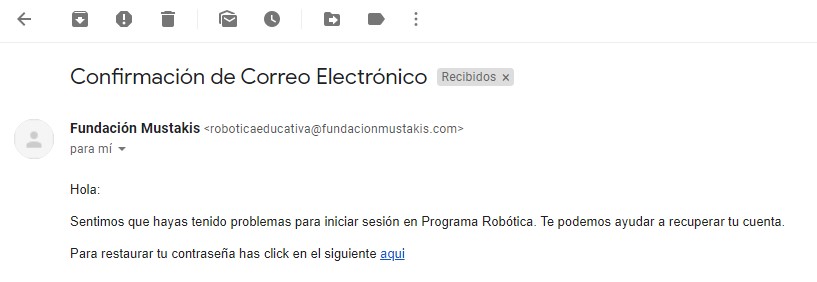 Confirmación de Correo Electrónico Recibidos x
Fundación Mustakis <roboticaeducativa@fundacionmustakis.com>
para mí
Hola:
Sentimos que hayas tenido problemas para iniciar sesión en Programa Robótica. Te podemos ayudar a recuperar tu cuenta.
Para restaurar tu contraseña has click en el siguiente aqui